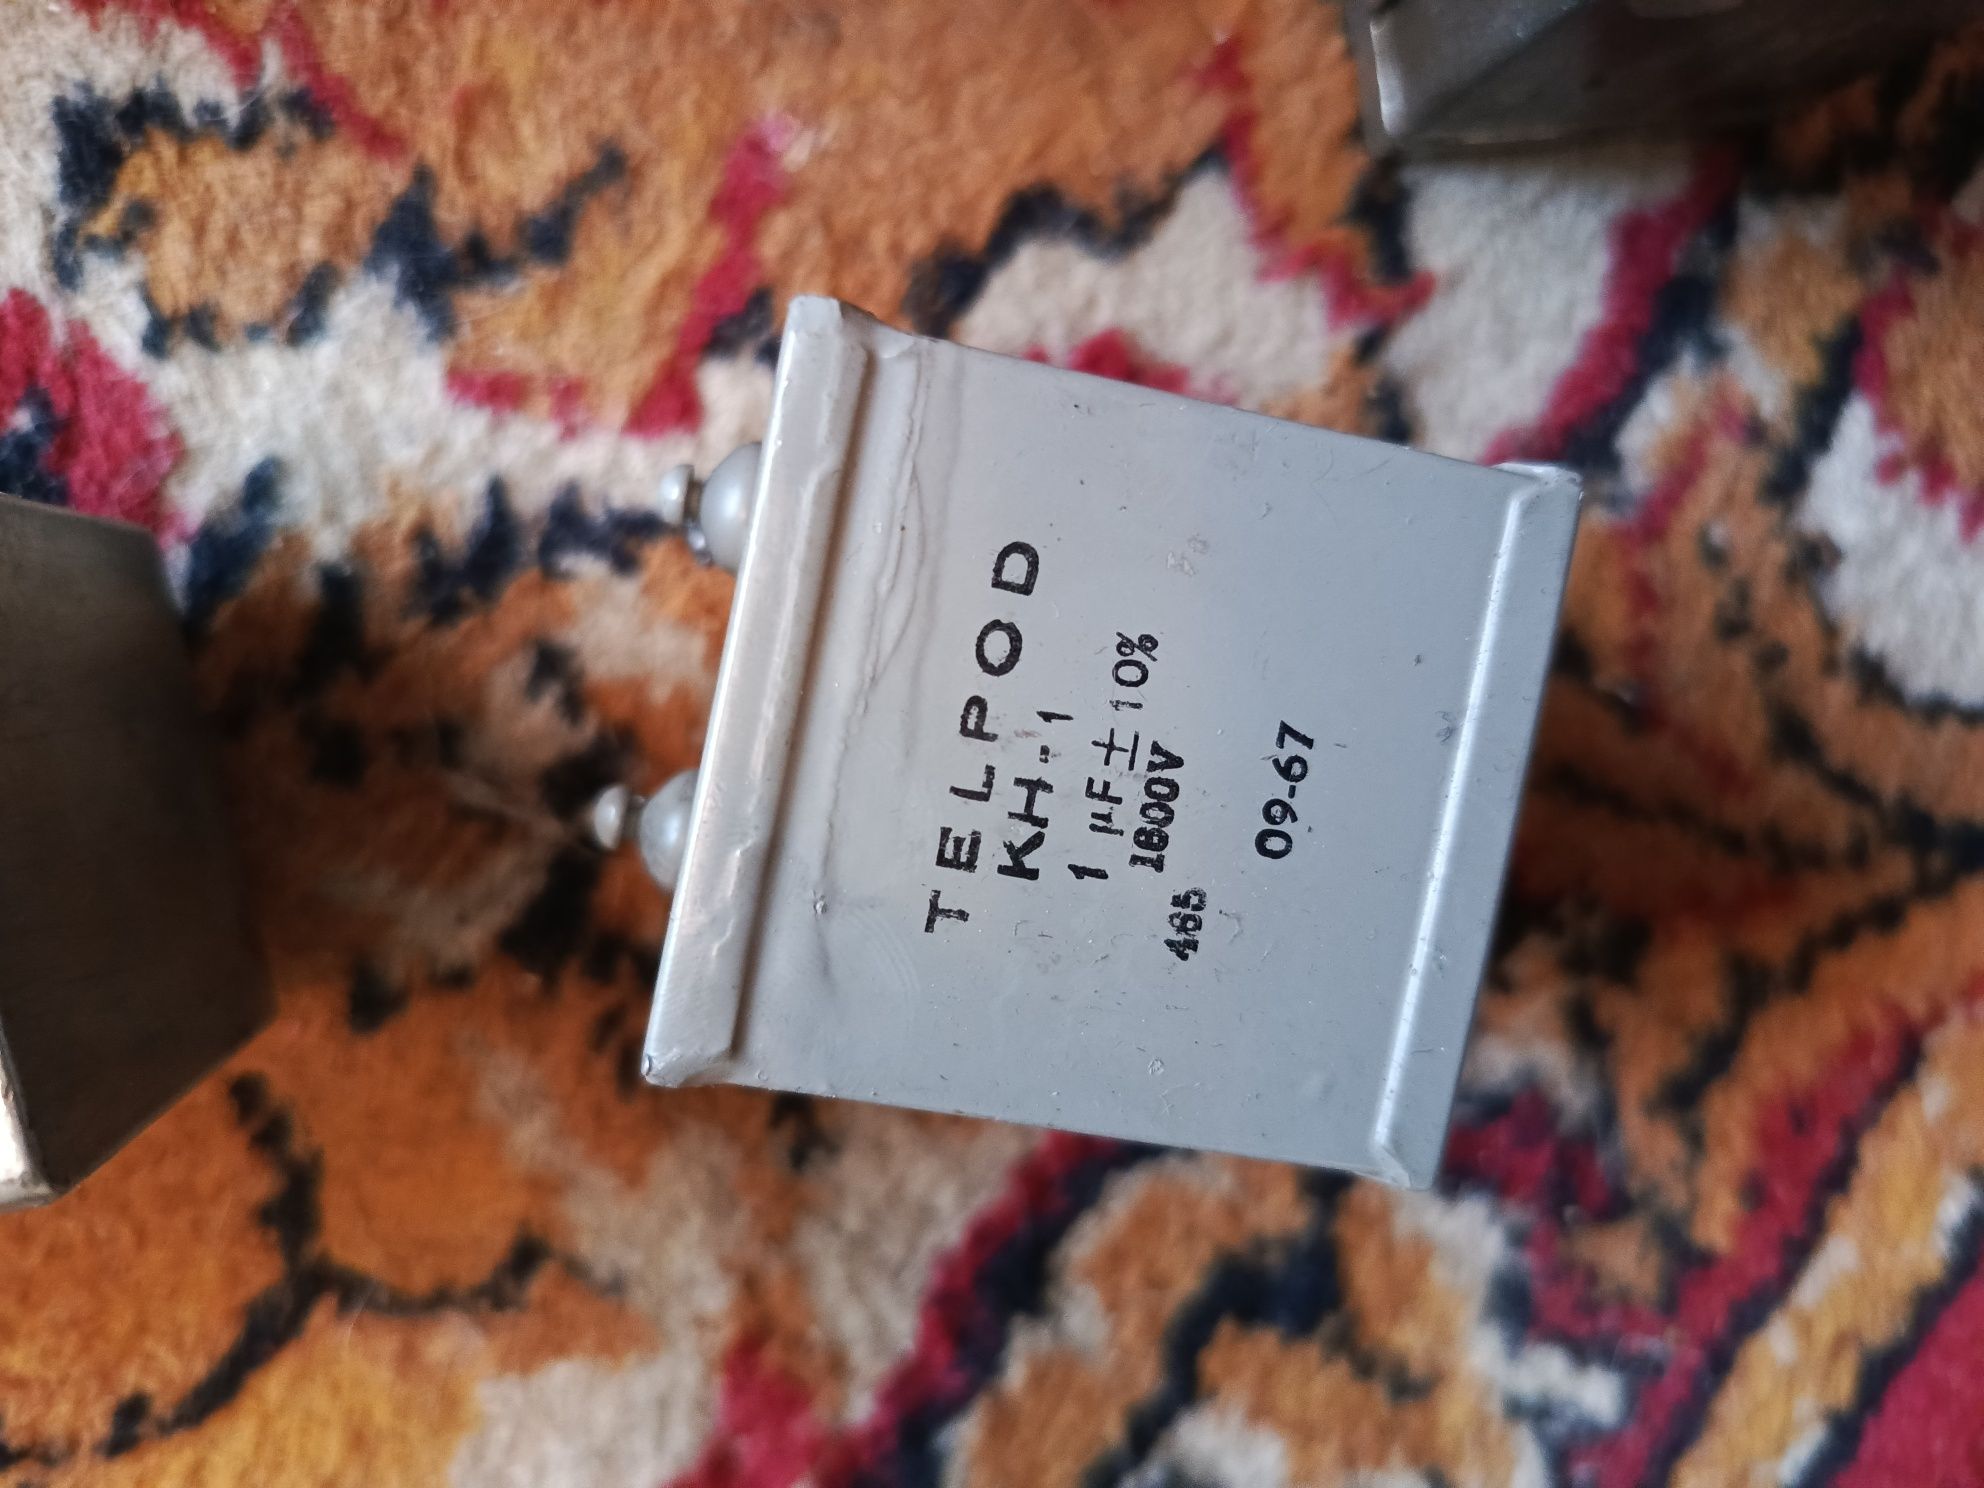 TELPOD
KH-1
1 µF ± 10%
1600V
465
09-67